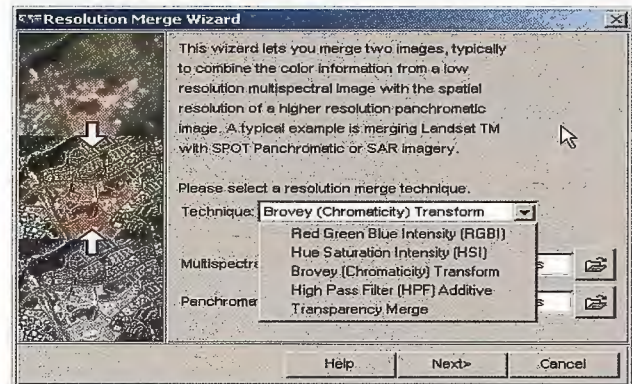 Resolution Merge Wizard
This wizard lets you merge two images, typically
to combine the color information from a low
resolution multispectral image with the spatial
resolution of a higher resolution panchromatic
image. A typical example is merging Landsat TM
with SPOT Panchromatic or SAR imagery.
Please select a resolution merge technique.
Technique: Brovey (Chromaticity) Transform
Red Green Blue Intensity (RGBI)
Hue Saturation Intensity (HSI)
Multispectra
s
Brovey (Chromaticity) Transform
High Pass Filter (HPF) Additive
Panchroma
s
Transparency Merge
Help
Next>
Cancel